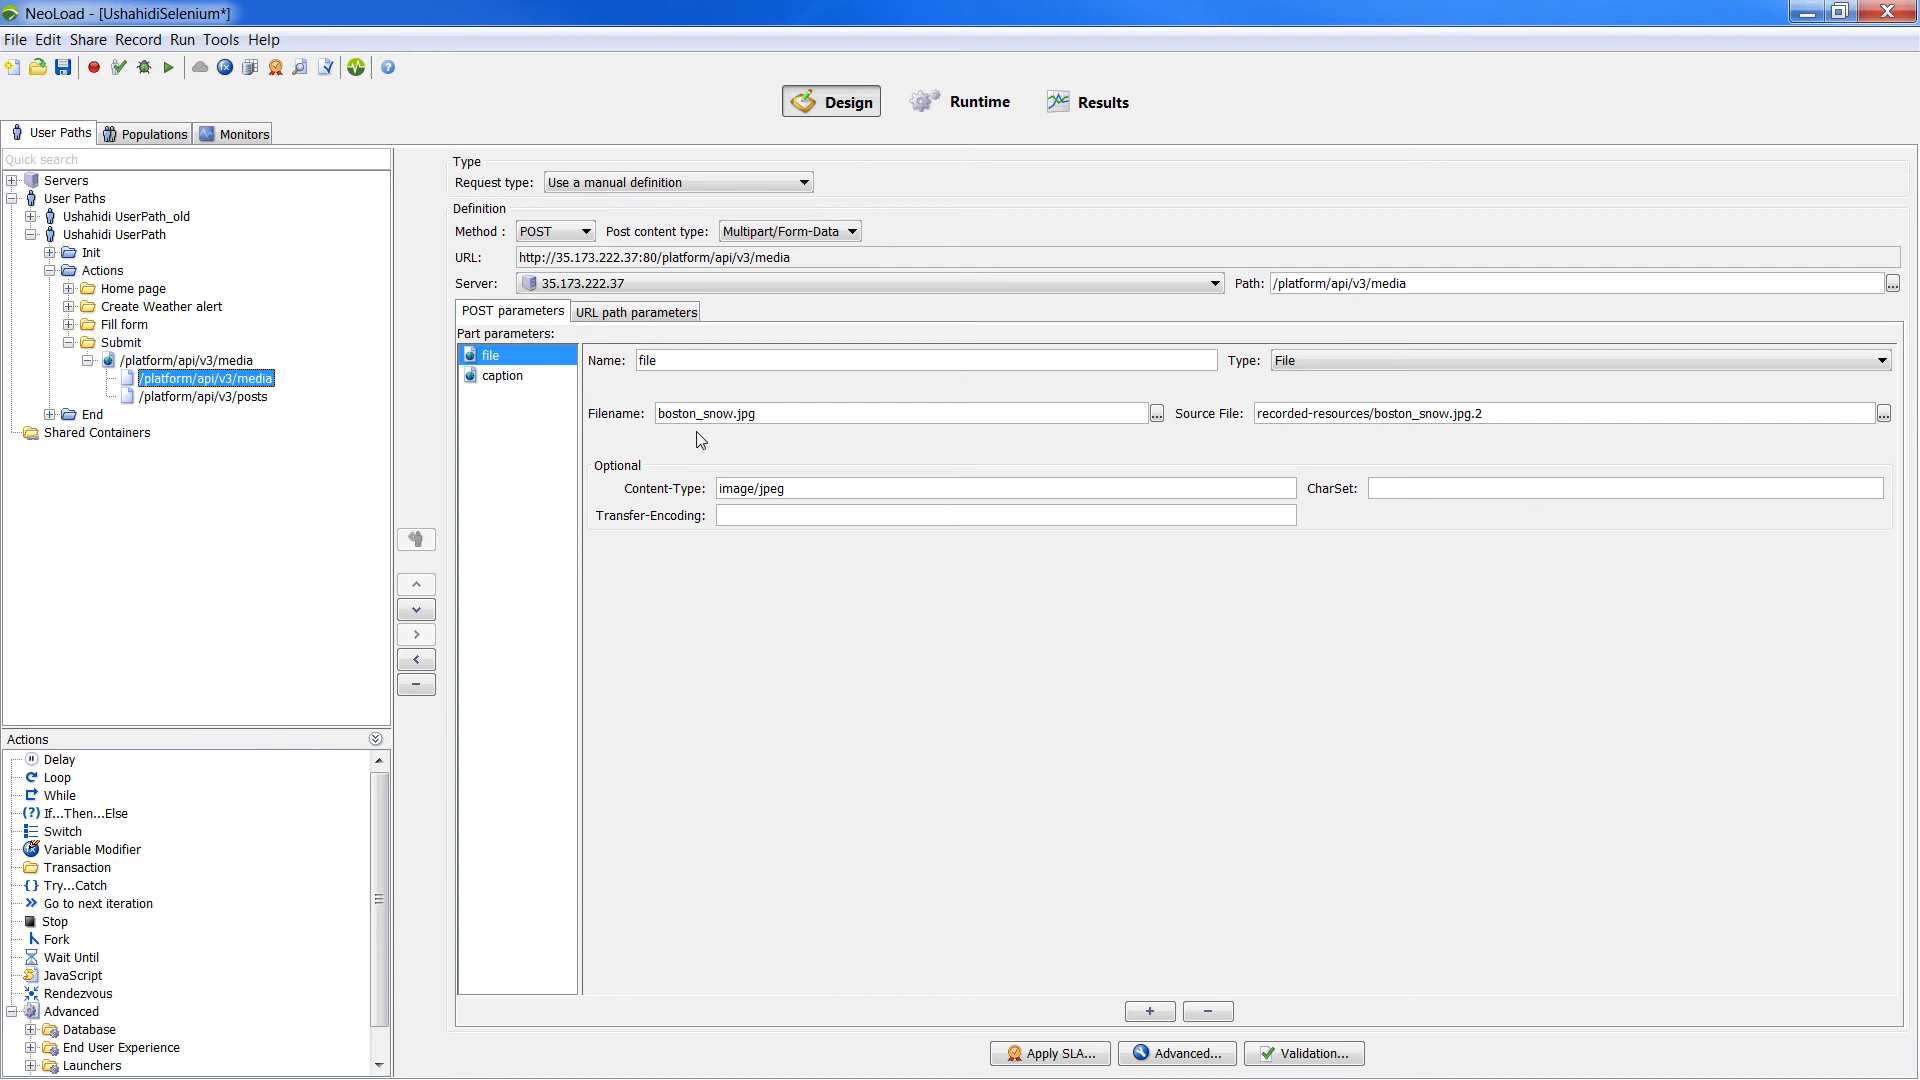 NeoLoad - [UshahidiSelenium*]
File Edit Share Record Run Tools Help
Design Runtime Results
User Paths Populations Monitors
Quick search
Servers
User Paths
Ushahidi UserPath_old
Ushahidi UserPath
Init
Actions
Home page
Create Weather alert
Fill form
Submit
/platform/api/v3/media
/platform/api/v3/media
/platform/api/v3/posts
End
Shared Containers
Actions
Delay
Loop
While
If...Then...Else
Switch
Variable Modifier
Transaction
Try...Catch
Go to next iteration
Stop
Fork
Wait Until
JavaScript
Rendezvous
Advanced
Database
End User Experience
Launchers
Type
Request type: Use a manual definition
Definition
Method : POST Post content type: Multipart/Form-Data
URL: http://35.173.222.37:80/platform/api/v3/media
Server: 35.173.222.37 Path: /platform/api/v3/media ...
POST parameters URL path parameters
Part parameters:
file
caption
Name: file Type: File
Filename: boston_snow.jpg ... Source File: recorded-resources/boston_snow.jpg.2 ...
Optional
Content-Type: image/jpeg CharSet:
Transfer-Encoding:
+ −
Apply SLA... Advanced... Validation...